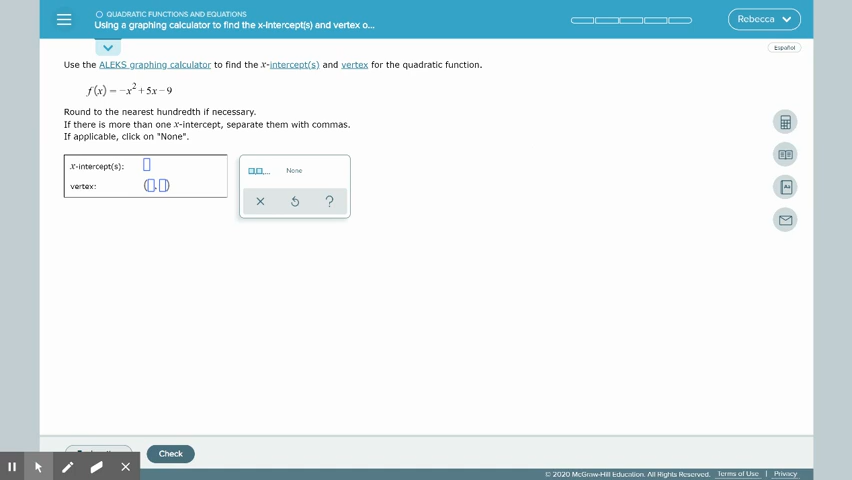 QUADRATIC FUNCTIONS AND EQUATIONS
Using a graphing calculator to find the x-intercept(s) and vertex o...
Rebecca
Español
Use the ALEKS graphing calculator to find the x-intercept(s) and vertex for the quadratic function.
f(x) = −x² + 5x − 9
Round to the nearest hundredth if necessary.
If there is more than one x-intercept, separate them with commas.
If applicable, click on "None".
x-intercept(s):
vertex: ( , )
None
?
Aa
Check
© 2020 McGraw-Hill Education. All Rights Reserved. Terms of Use | Privacy